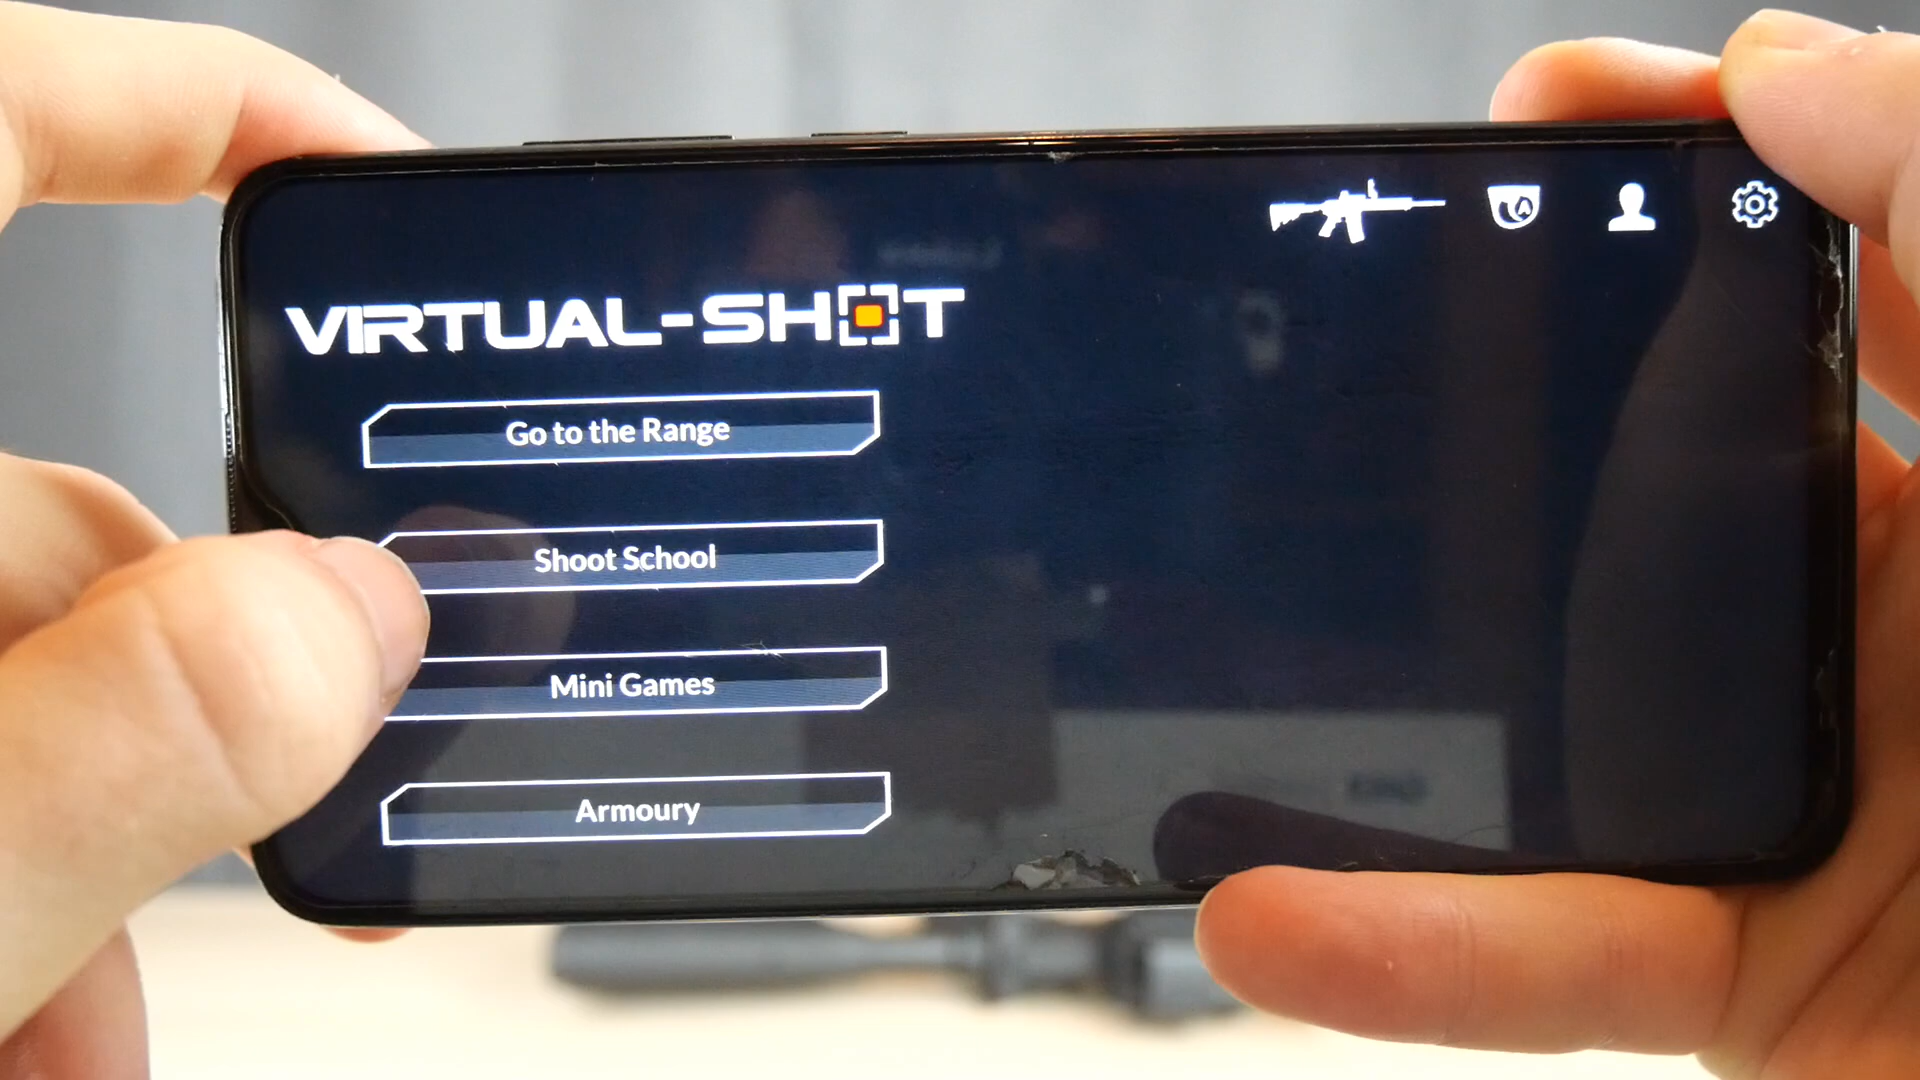 VIRTUAL-SHOT
Go to the Range
Shoot School
Mini Games
Armoury